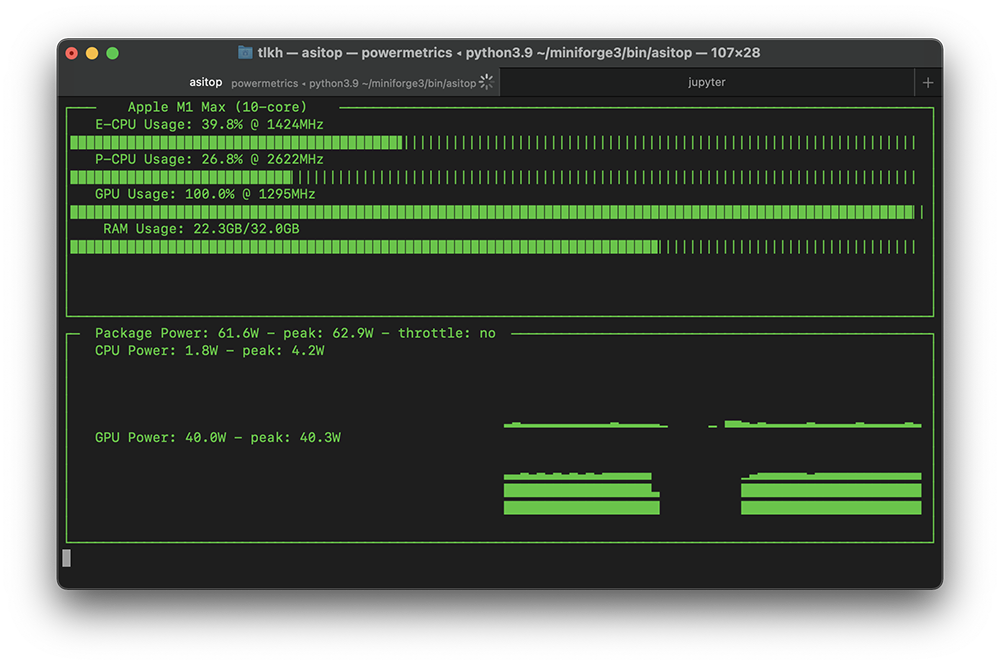 tlkh — asitop — powermetrics ◂ python3.9 ~/miniforge3/bin/asitop — 107×28
asitop powermetrics ◂ python3.9 ~/miniforge3/bin/asitop
jupyter
+
Apple M1 Max (10-core)
E-CPU Usage: 39.8% @ 1424MHz
P-CPU Usage: 26.8% @ 2622MHz
GPU Usage: 100.0% @ 1295MHz
RAM Usage: 22.3GB/32.0GB
Package Power: 61.6W - peak: 62.9W - throttle: no
CPU Power: 1.8W - peak: 4.2W
GPU Power: 40.0W - peak: 40.3W